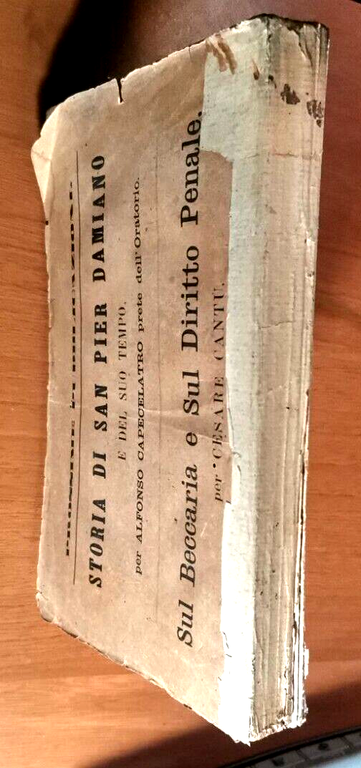 STORIA DI SAN PIER DAMIANO
E DEL SUO TEMPO.
per ALFONSO CAPECELATRO prete dell' Oratorio.
Sul Beccaria e Sul Diritto Penale,
per CESARE CANTU.